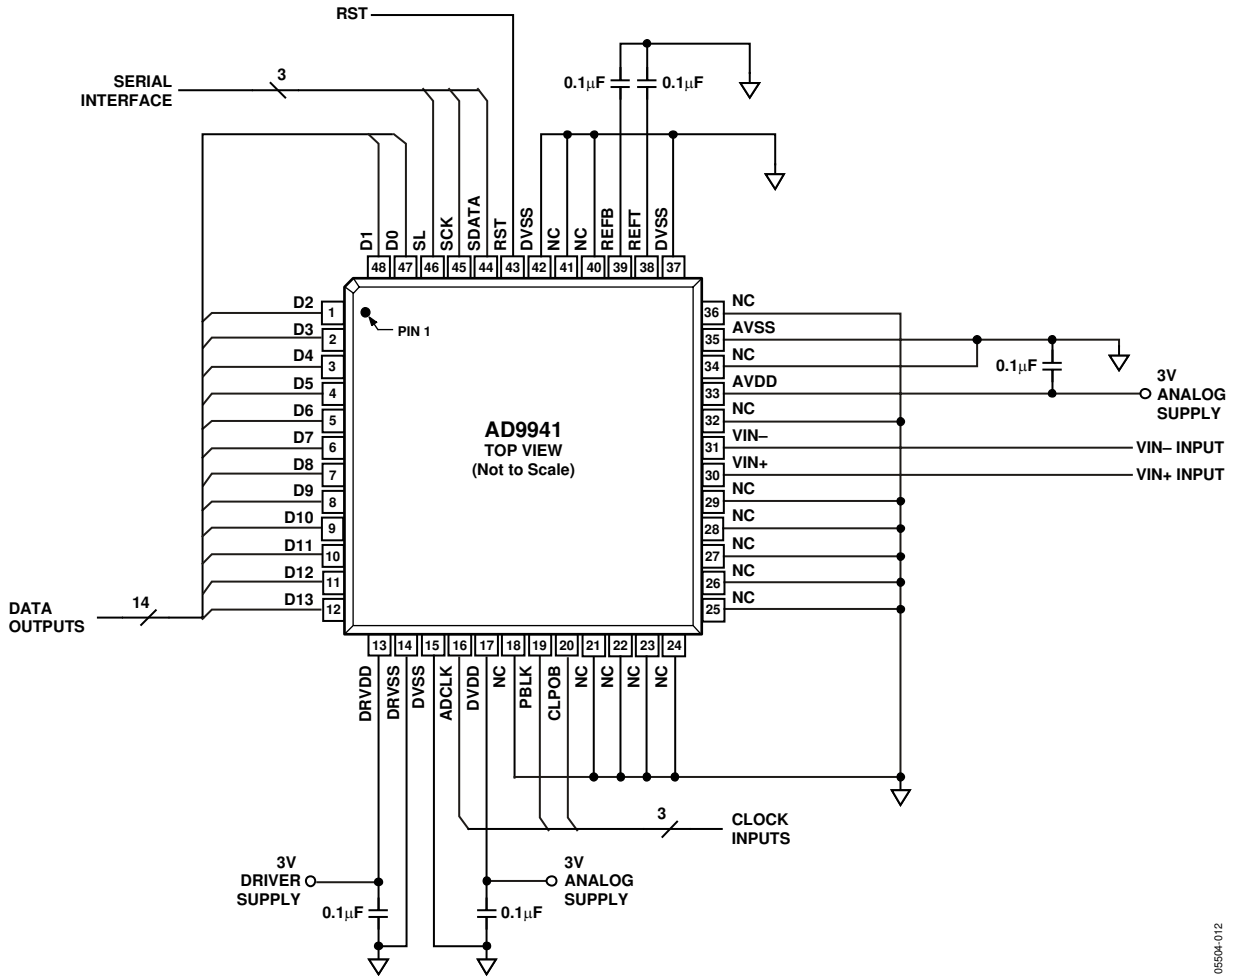 RST
SERIAL
INTERFACE
3
0.1μF
0.1μF
D1
D0
SL
SCK
SDATA
RST
DVSS
NC
NC
REFB
REFT
DVSS
48
47
46
45
44
43
42
41
40
39
38
37
D2
1
D3
2
D4
3
D5
4
D6
5
D7
6
D8
7
D9
8
D10
9
D11
10
D12
11
D13
12
PIN 1
AD9941
TOP VIEW
(Not to Scale)
36
NC
35
AVSS
34
NC
33
AVDD
32
NC
31
VIN–
30
VIN+
29
NC
28
NC
27
NC
26
NC
25
NC
0.1μF
3V
ANALOG
SUPPLY
VIN– INPUT
VIN+ INPUT
DATA
OUTPUTS
14
13
14
15
16
17
18
19
20
21
22
23
24
DRVDD
DRVSS
DVSS
ADCLK
DVDD
NC
PBLK
CLPOB
NC
NC
NC
NC
3
CLOCK
INPUTS
3V
DRIVER
SUPPLY
0.1μF
3V
ANALOG
SUPPLY
0.1μF
05504-012